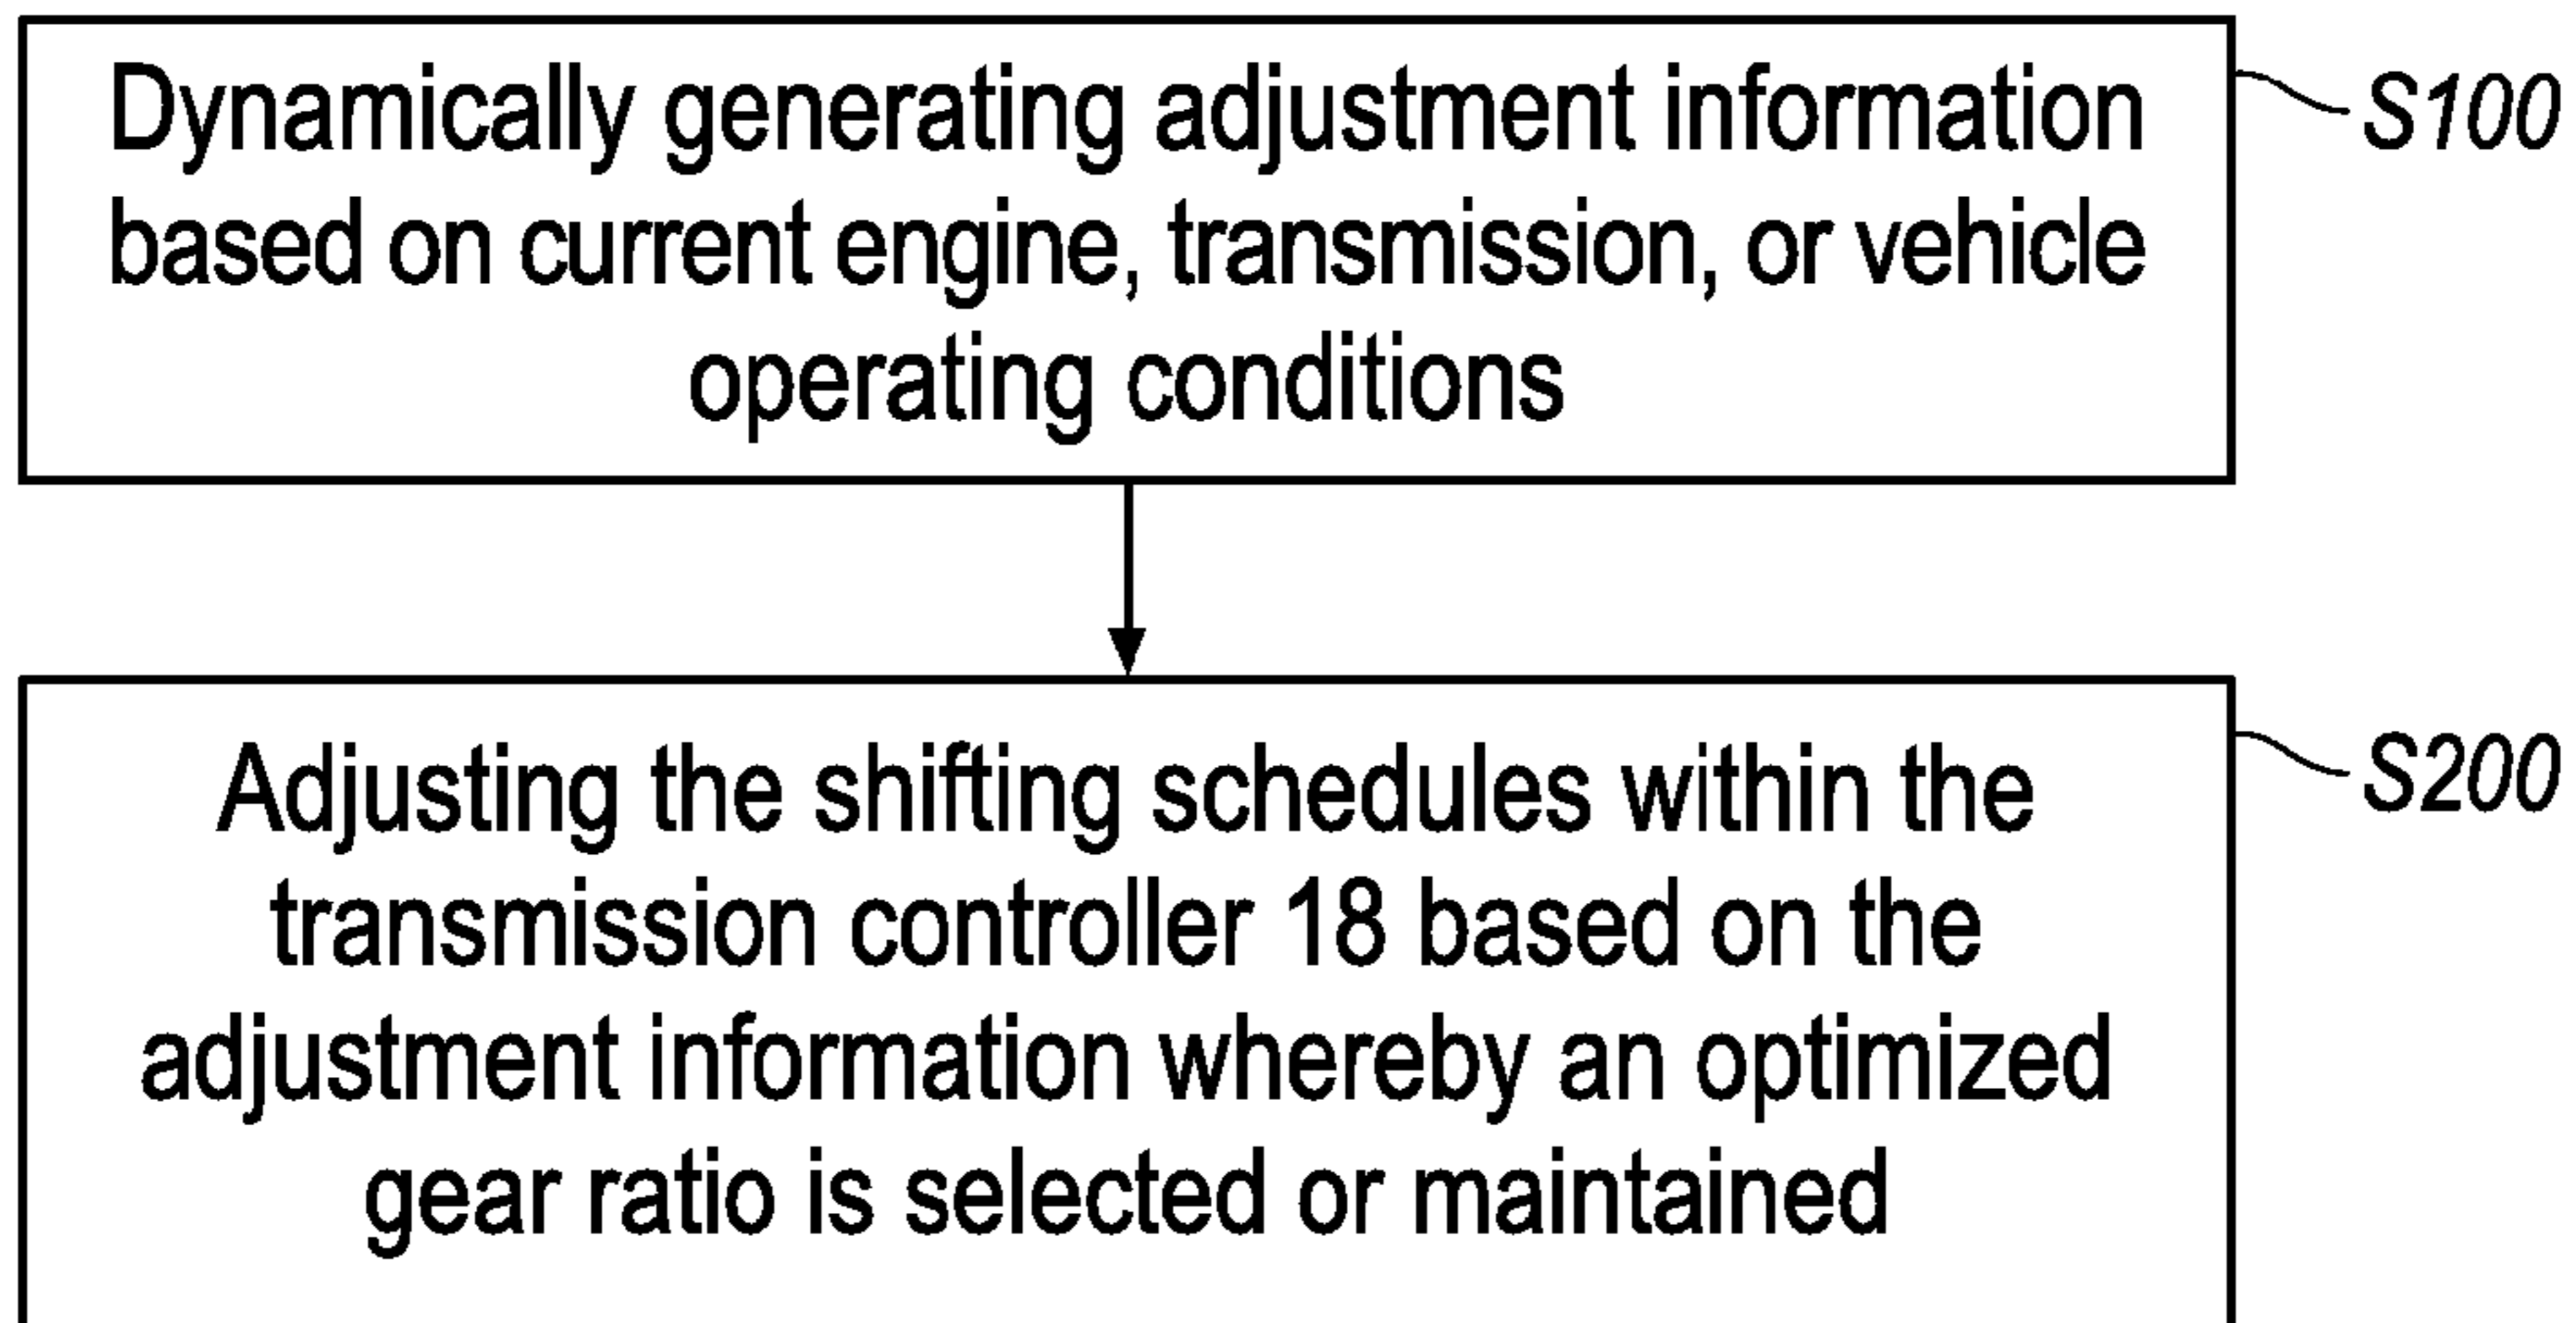 Dynamically generating adjustment information
based on current engine, transmission, or vehicle
operating conditions
S100
Adjusting the shifting schedules within the
transmission controller 18 based on the
adjustment information whereby an optimized
gear ratio is selected or maintained
S200